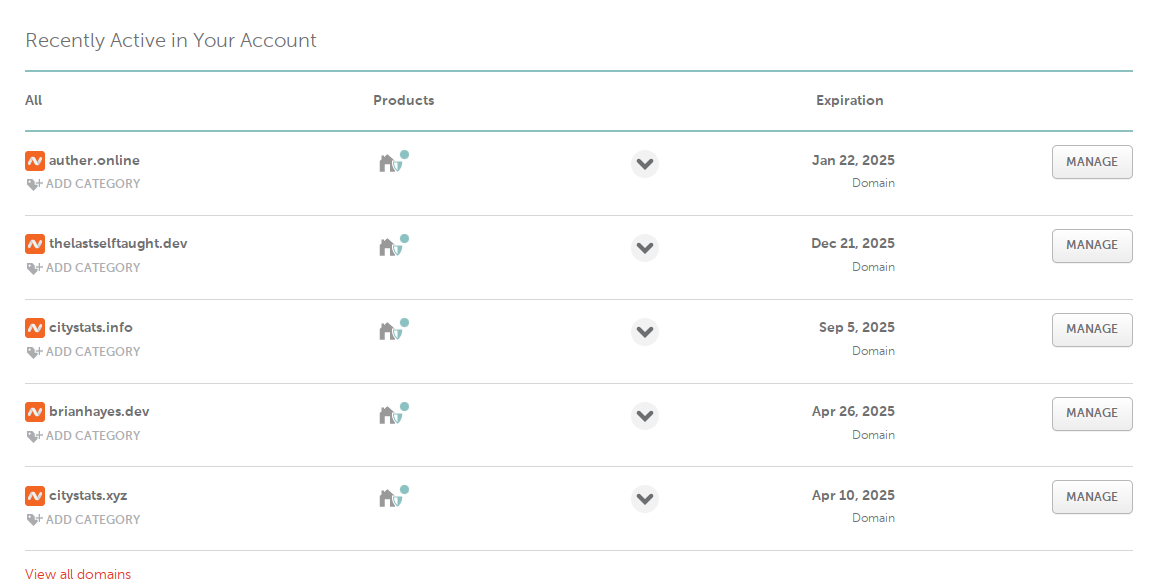 Recently Active in Your Account
All Products Expiration
auther.online Jan 22, 2025 MANAGE
ADD CATEGORY Domain
thelastselftaught.dev Dec 21, 2025 MANAGE
ADD CATEGORY Domain
citystats.info Sep 5, 2025 MANAGE
ADD CATEGORY Domain
brianhayes.dev Apr 26, 2025 MANAGE
ADD CATEGORY Domain
citystats.xyz Apr 10, 2025 MANAGE
ADD CATEGORY Domain
View all domains